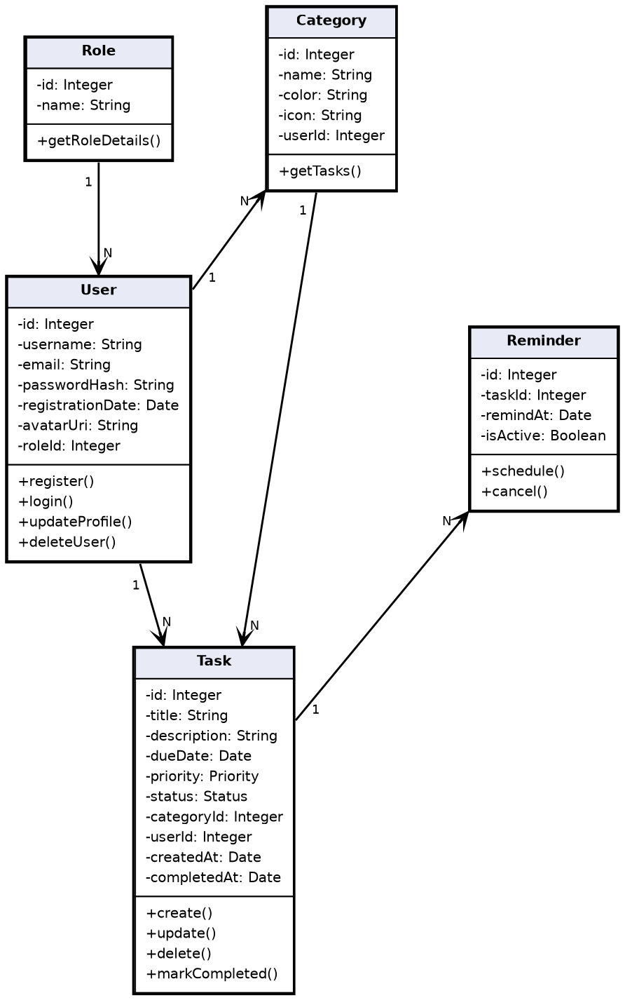 Category
-id: Integer
-name: String
-color: String
-icon: String
-userId: Integer
+getTasks()
Role
-id: Integer
-name: String
+getRoleDetails()
1
N
N
1
1
User
-id: Integer
-username: String
-email: String
-passwordHash: String
-registrationDate: Date
-avatarUri: String
-roleId: Integer
+register()
+login()
+updateProfile()
+deleteUser()
Reminder
-id: Integer
-taskId: Integer
-remindAt: Date
-isActive: Boolean
+schedule()
+cancel()
N
1
1
N
N
Task
-id: Integer
-title: String
-description: String
-dueDate: Date
-priority: Priority
-status: Status
-categoryId: Integer
-userId: Integer
-createdAt: Date
-completedAt: Date
+create()
+update()
+delete()
+markCompleted()